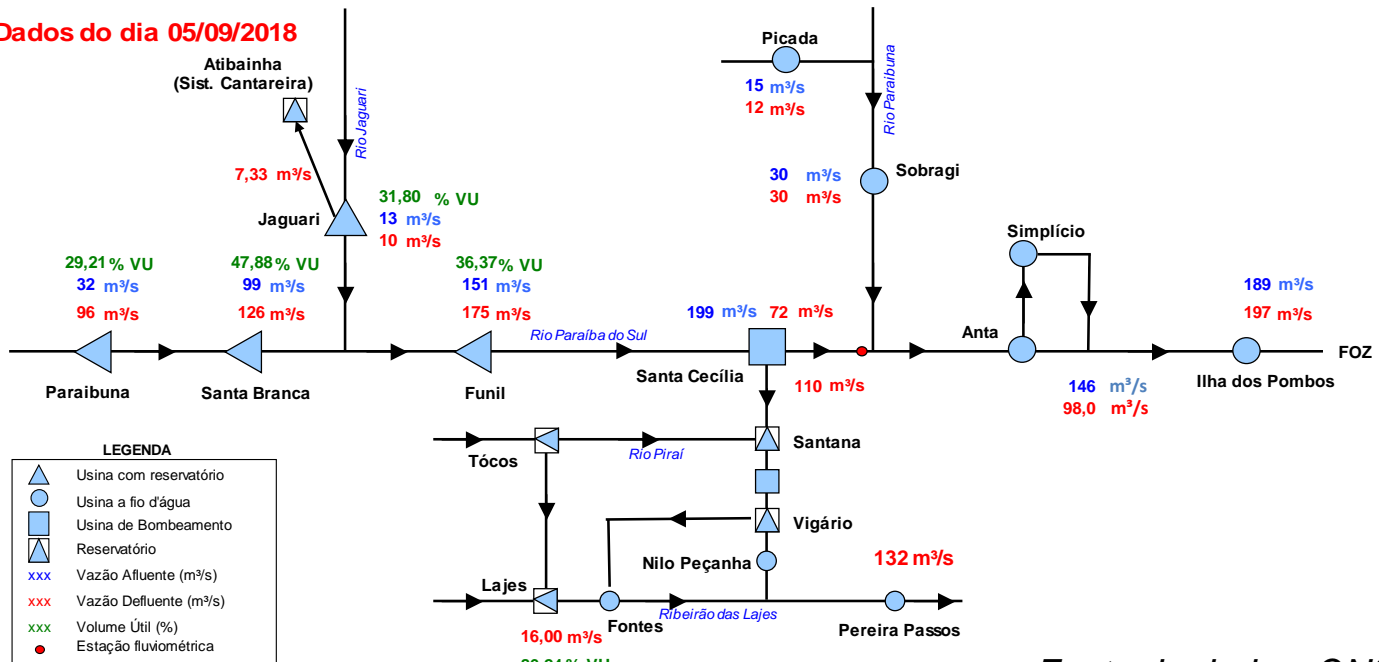 Dados do dia 05/09/2018
Atibainha
(Sist. Cantareira)
Rio Jaguari
7,33 m³/s
Jaguari
31,80 % VU
13 m³/s
10 m³/s
Picada
15 m³/s
12 m³/s
Rio Paraibuna
30 m³/s
30 m³/s
Sobragi
29,21 % VU
32 m³/s
96 m³/s
Paraibuna
47,88 % VU
99 m³/s
126 m³/s
Santa Branca
36,37 % VU
151 m³/s
175 m³/s
Funil
Rio Paraíba do Sul
199 m³/s 72 m³/s
Santa Cecília
110 m³/s
Simplício
Anta
146 m³/s
98,0 m³/s
189 m³/s
197 m³/s
Ilha dos Pombos
FOZ
Tócos
Rio Piraí
Santana
Vigário
Nilo Peçanha
132 m³/s
Lajes
Fontes
Ribeirão das Lajes
Pereira Passos
16,00 m³/s
LEGENDA
Usina com reservatório
Usina a fio d'água
Usina de Bombeamento
Reservatório
xxx Vazão Afluente (m³/s)
xxx Vazão Defluente (m³/s)
xxx Volume Útil (%)
Estação fluviométrica